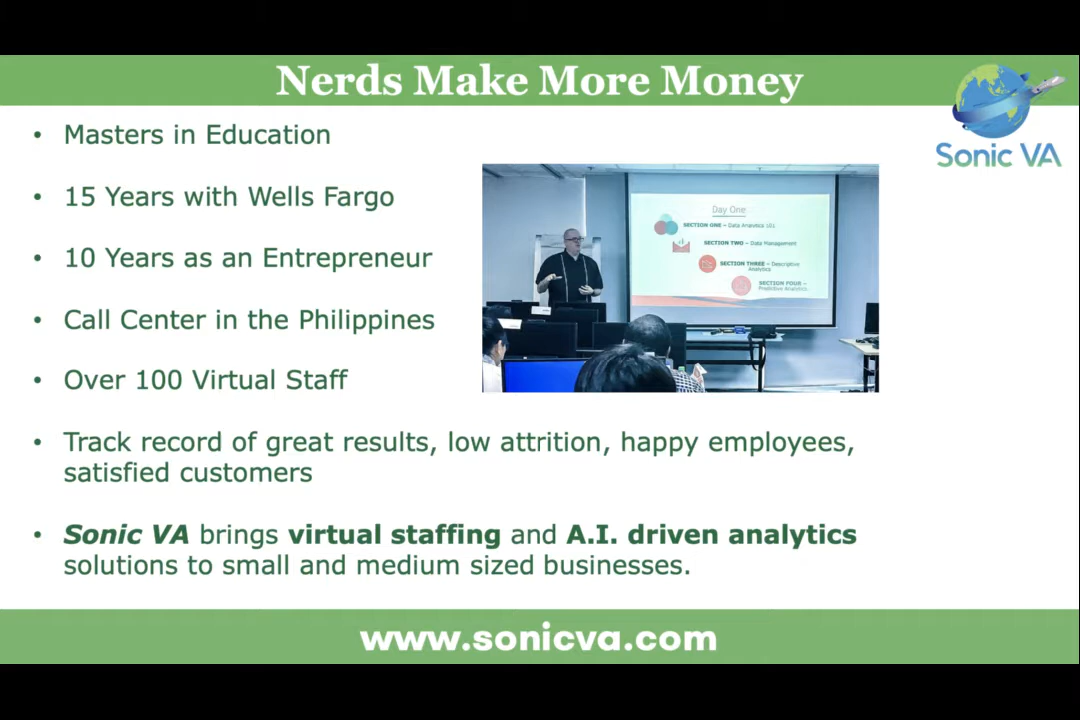 Nerds Make More Money
Sonic VA
• Masters in Education
• 15 Years with Wells Fargo
• 10 Years as an Entrepreneur
• Call Center in the Philippines
• Over 100 Virtual Staff
Day One
SECTION ONE – Data Analytics 101
SECTION TWO – Data Management
SECTION THREE – Descriptive
Analytics
SECTION FOUR –
Predictive Analytics
• Track record of great results, low attrition, happy employees,
satisfied customers
• Sonic VA brings virtual staffing and A.I. driven analytics
solutions to small and medium sized businesses.
www.sonicva.com